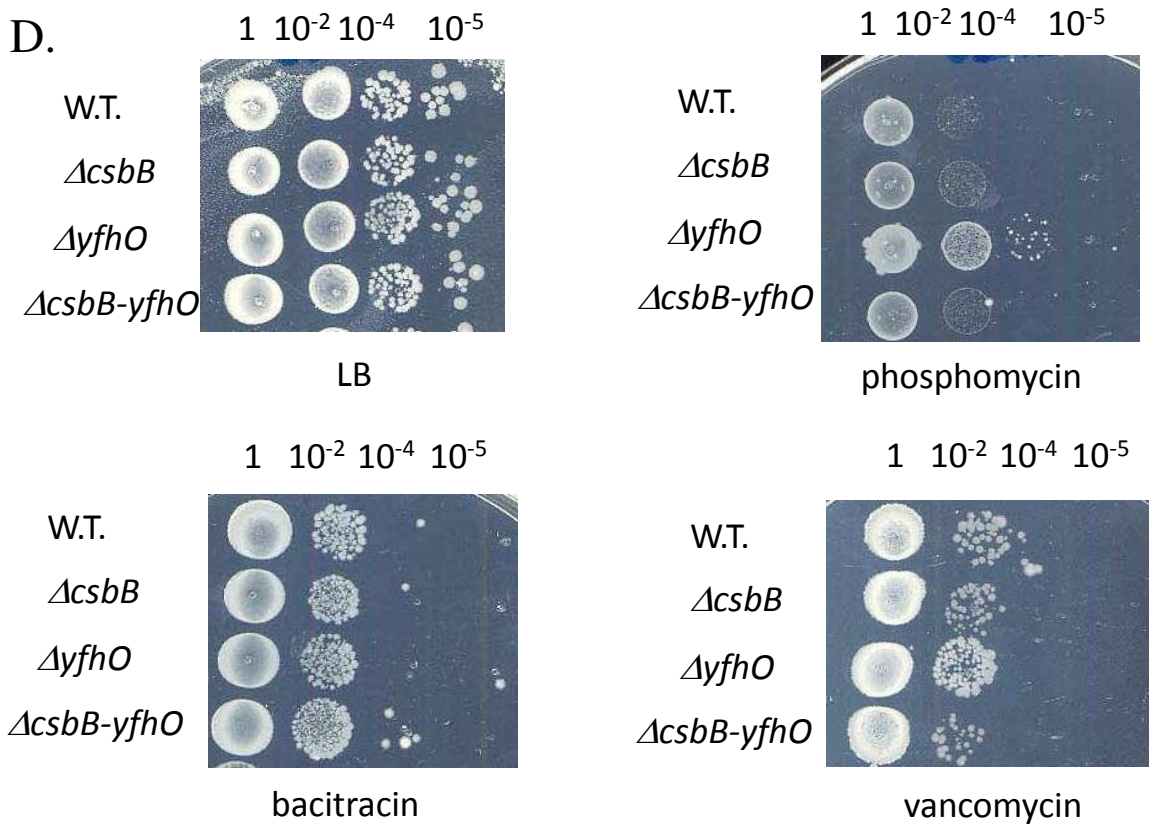 D.
1 10⁻² 10⁻⁴ 10⁻⁵
W.T.
ΔcsbB
ΔyfhO
ΔcsbB-yfhO
LB
1 10⁻² 10⁻⁴ 10⁻⁵
W.T.
ΔcsbB
ΔyfhO
ΔcsbB-yfhO
phosphomycin
1 10⁻² 10⁻⁴ 10⁻⁵
W.T.
ΔcsbB
ΔyfhO
ΔcsbB-yfhO
bacitracin
1 10⁻² 10⁻⁴ 10⁻⁵
W.T.
ΔcsbB
ΔyfhO
ΔcsbB-yfhO
vancomycin